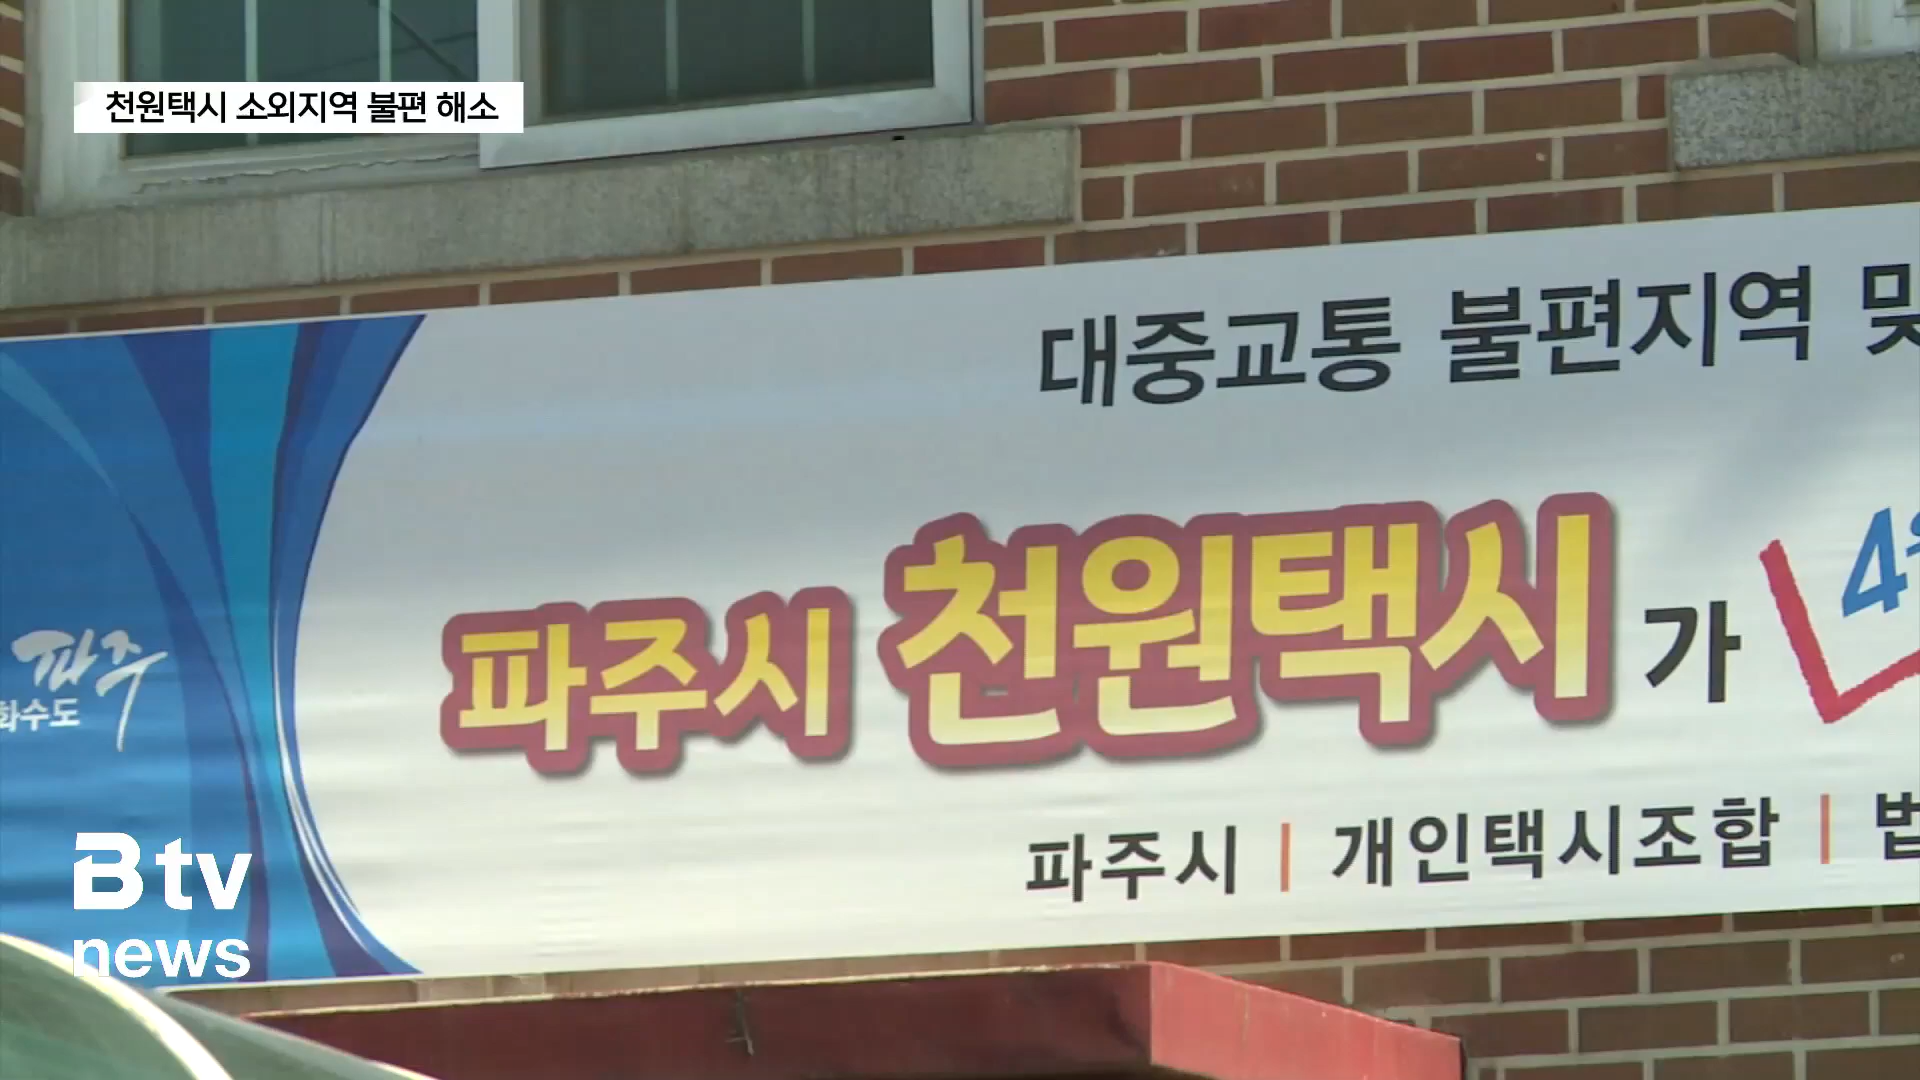 천원택시 소외지역 불편 해소
대중교통 불편지역 및
파주시 천원택시가
파주
화수도
파주시 | 개인택시조합 |
B tv
news